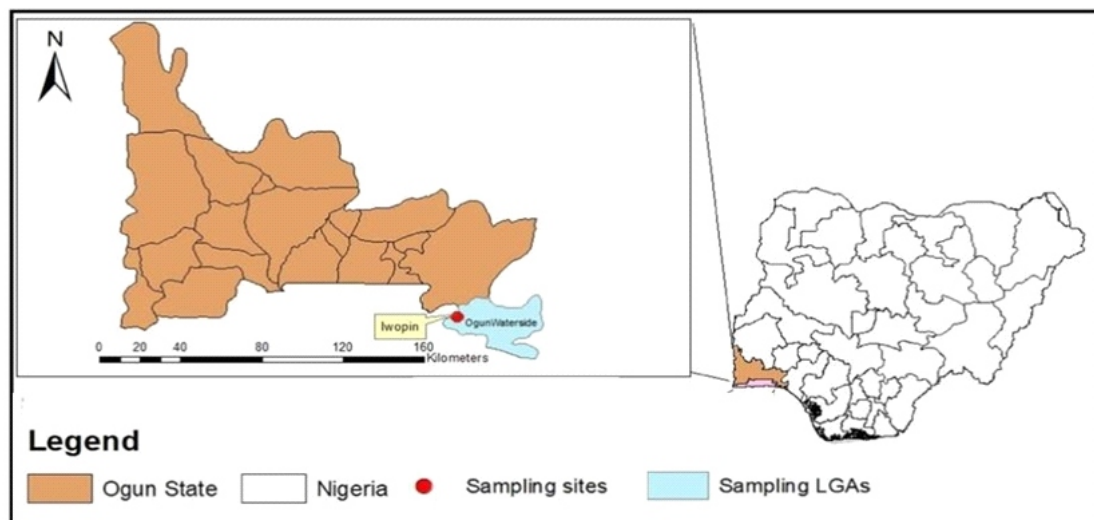 N
Iwopin
OgunWaterside
0 20 40 80 120 160
Kilometers
Legend
Ogun State
Nigeria
Sampling sites
Sampling LGAs